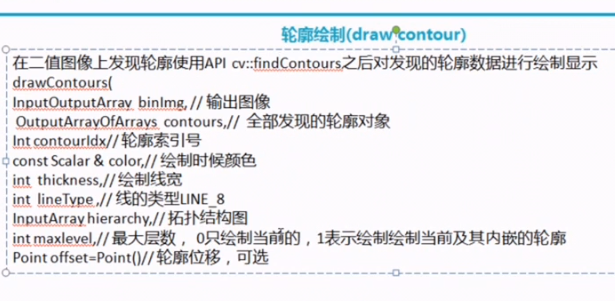 轮廓绘制(draw contour)
在二值图像上发现轮廓使用API cv::findContours之后对发现的轮廓数据进行绘制显示
drawContours(
InputOutputArray binImg, // 输出图像
OutputArrayOfArrays contours,// 全部发现的轮廓对象
Int contourIdx// 轮廓索引号
const Scalar & color,// 绘制时候颜色
int thickness,// 绘制线宽
int lineType ,// 线的类型LINE_8
InputArray hierarchy,// 拓扑结构图
int maxlevel,// 最大层数， 0只绘制当前的，1表示绘制绘制当前及其内嵌的轮廓
Point offset=Point()// 轮廓位移，可选